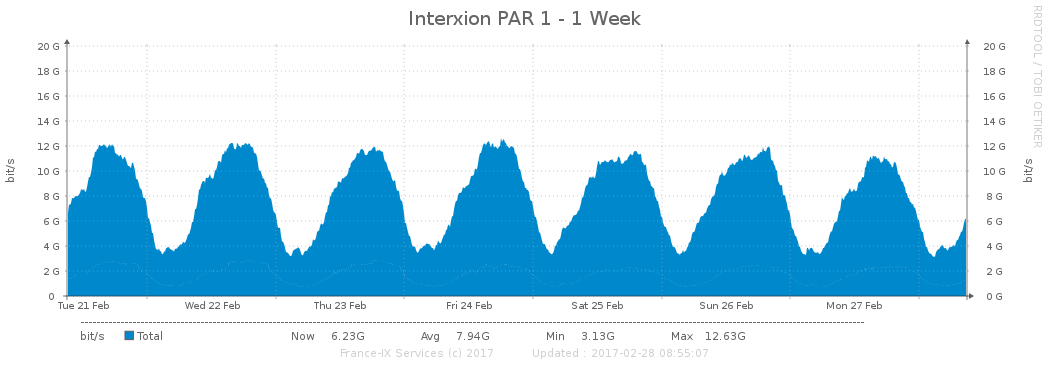 Interxion PAR 1 - 1 Week
RRDTOOL / TOBI OETIKER
bit/s
20 G 20 G
18 G 18 G
16 G 16 G
14 G 14 G
12 G 12 G
10 G 10 G
8 G 8 G
6 G 6 G
4 G 4 G
2 G 2 G
0 0 G
bit/s
Tue 21 Feb Wed 22 Feb Thu 23 Feb Fri 24 Feb Sat 25 Feb Sun 26 Feb Mon 27 Feb
bit/s Total Now 6.23G Avg 7.94G Min 3.13G Max 12.63G
France-IX Services (c) 2017 Updated : 2017-02-28 08:55:07